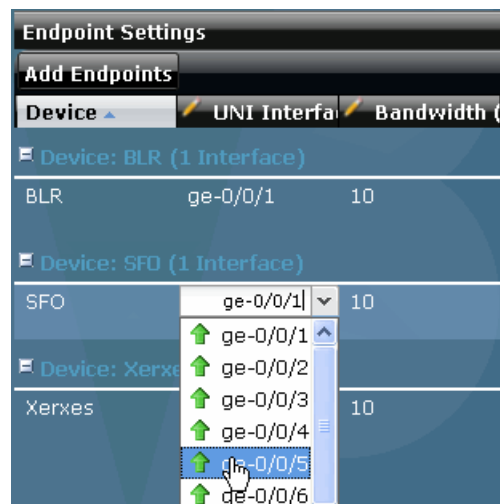 Endpoint Settings
Add Endpoints
Device UNI Interfa Bandwidth (
Device: BLR (1 Interface)
BLR ge-0/0/1 10
Device: SFO (1 Interface)
SFO ge-0/0/1 10
ge-0/0/1
ge-0/0/2
Device: Xerxe
ge-0/0/3
Xerxes 10
ge-0/0/4
ge-0/0/5
ge-0/0/6